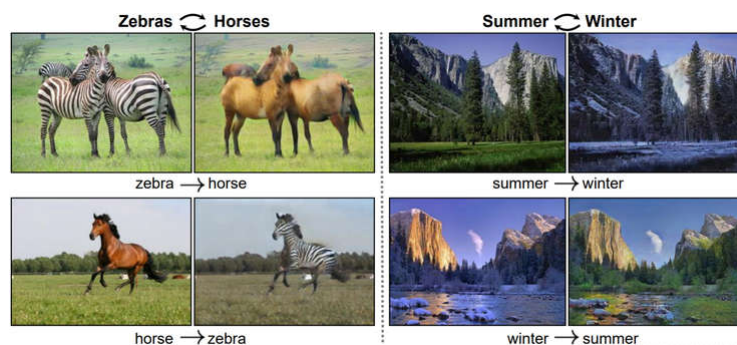 Zebras ⇄ Horses
Summer ⇄ Winter
zebra → horse
summer → winter
horse → zebra
winter → summer